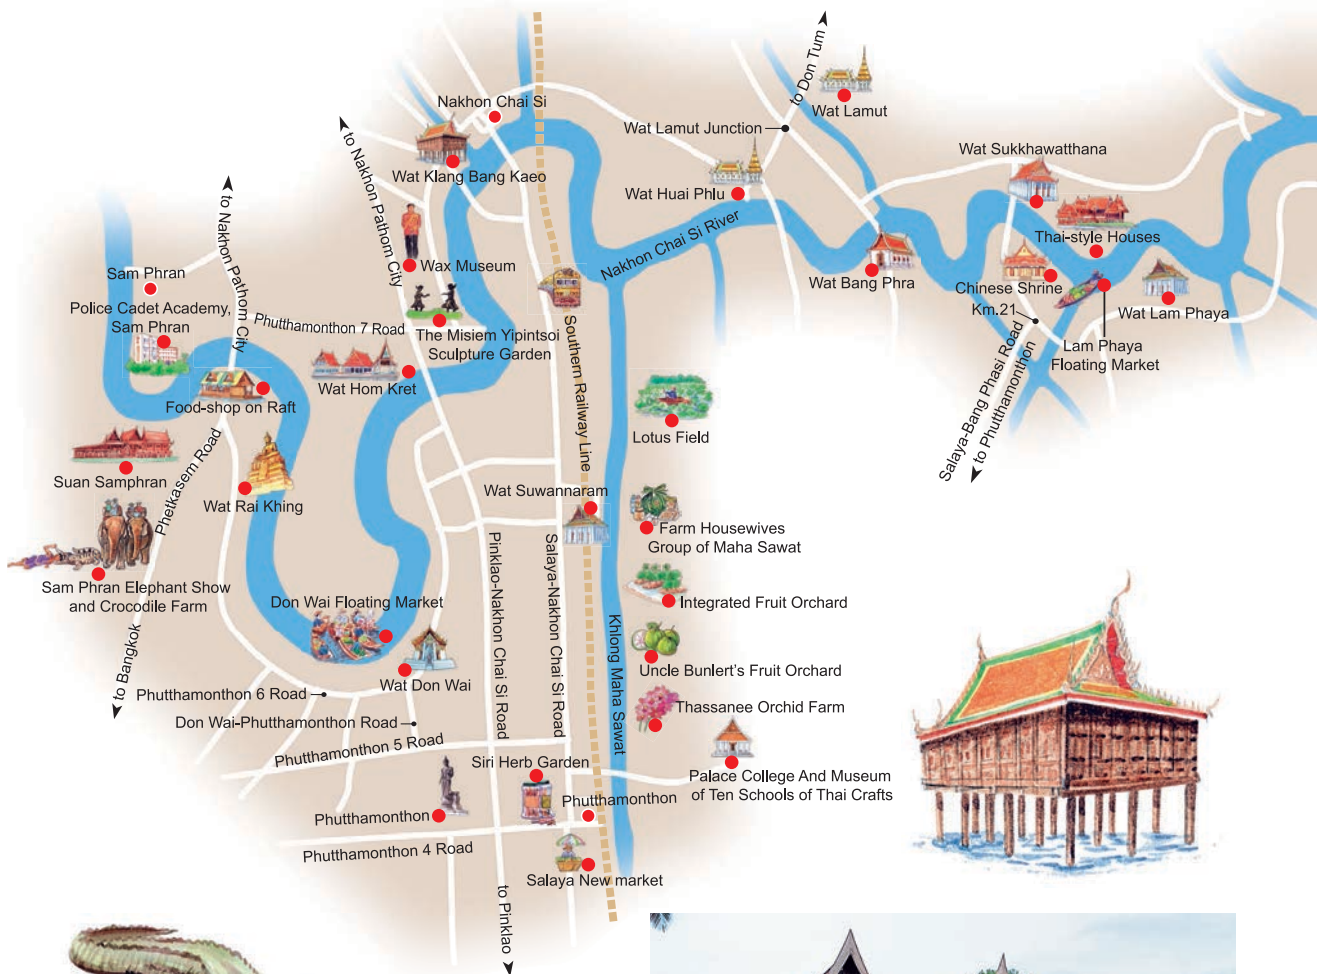 to Don Tum
Wat Lamut
Nakhon Chai Si
Wat Lamut Junction
to Nakhon Pathom City
Wat Klang Bang Kaeo
Wat Huai Phlu
Wat Sukkhawatthana
to Nakhon Pathom City
Thai-style Houses
Nakhon Chai Si River
Wax Museum
Sam Phran
Wat Bang Phra
Chinese Shrine
Wat Lam Phaya
Km.21
Police Cadet Academy,
Sam Phran
Phutthamonthon 7 Road
The Misiem Yipintsoi
Sculpture Garden
Southern Railway Line
Lam Phaya
Floating Market
Salaya-Bang Phasi Road
to Phutthamonthon
Wat Hom Kret
Food-shop on Raft
Lotus Field
Phetkasem Road
Suan Samphran
Wat Rai Khing
Wat Suwannaram
Farm Housewives
Group of Maha Sawat
Sam Phran Elephant Show
and Crocodile Farm
Don Wai Floating Market
Pinklao-Nakhon Chai Si Road
Salaya-Nakhon Chai Si Road
Khlong Maha Sawat
Integrated Fruit Orchard
to Bangkok
Uncle Bunlert's Fruit Orchard
Wat Don Wai
Phutthamonthon 6 Road
Don Wai-Phutthamonthon Road
Thassanee Orchid Farm
Phutthamonthon 5 Road
Siri Herb Garden
Palace College And Museum
of Ten Schools of Thai Crafts
Phutthamonthon
Phutthamonthon
Phutthamonthon 4 Road
Salaya New market
to Pinklao